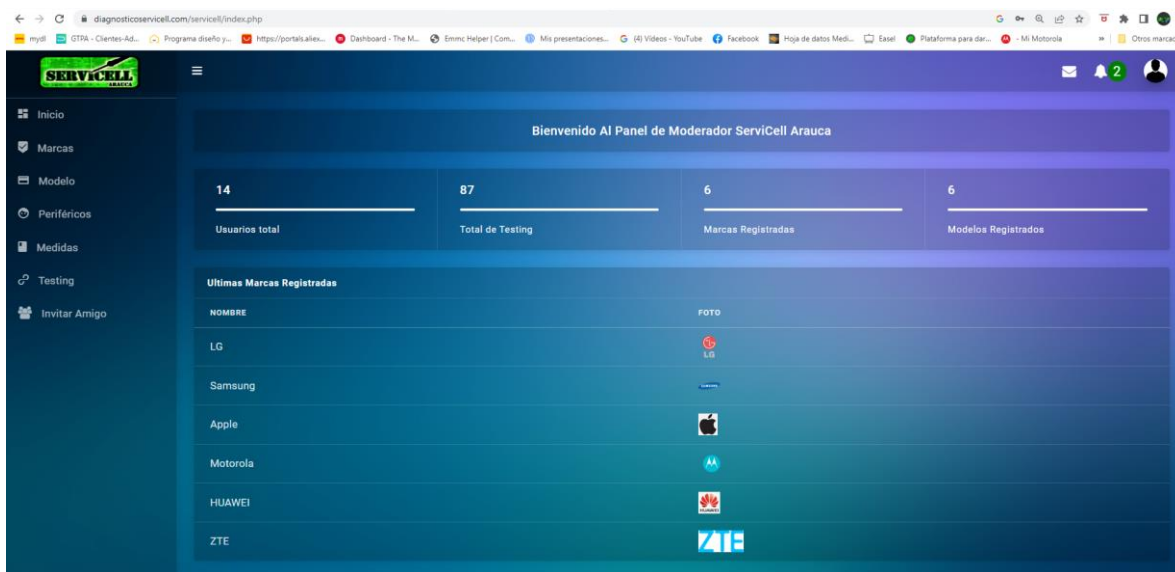 diagnosticoservicell.com/servicell/index.php
mydl GTPA - Clientes-Ad... Programa diseño y... https://portals.aliex... Dashboard - The M... Emmc Helper | Com... Mis presentaciones... (4) Videos - YouTube Facebook Hoja de datos Medi... Easel Plataforma para dar... - Mi Motorola » Otros marcad
SERVICELL
ARAUCA
2
Inicio
Marcas
Modelo
Periféricos
Medidas
Testing
Invitar Amigo
Bienvenido Al Panel de Moderador ServiCell Arauca
14 87 6 6
Usuarios total Total de Testing Marcas Registradas Modelos Registrados
Ultimas Marcas Registradas
NOMBRE FOTO
LG LG
Samsung SAMSUNG
Apple
Motorola
HUAWEI HUAWEI
ZTE ZTE